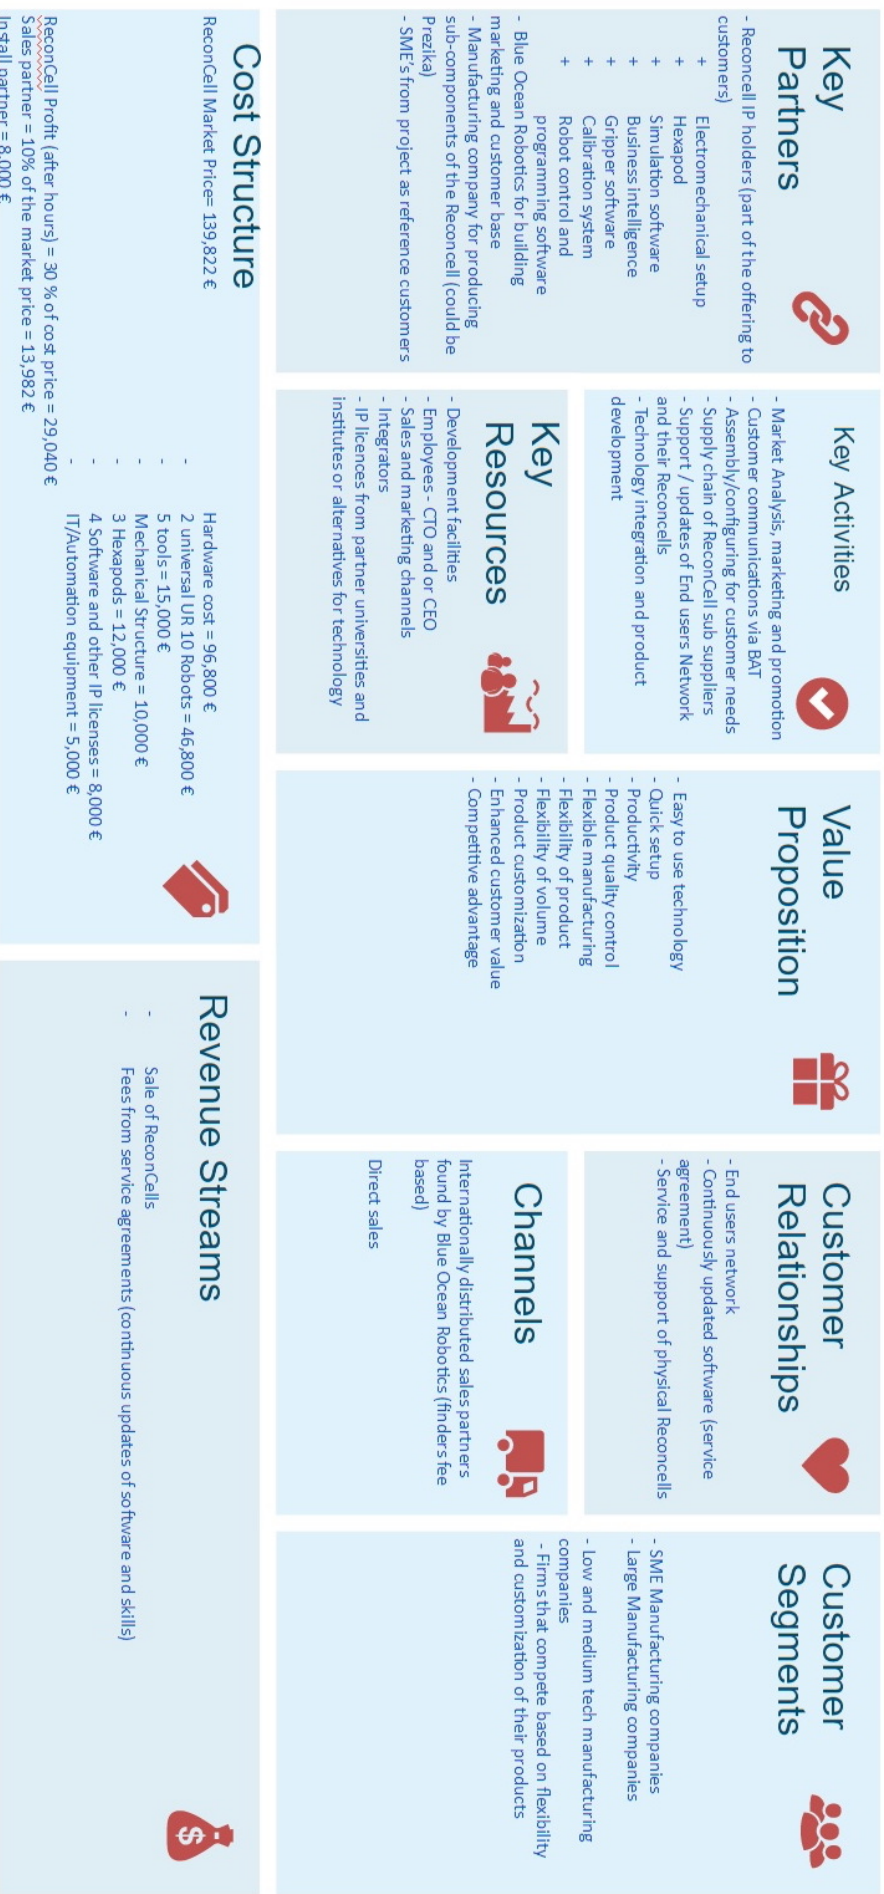 Key
Partners
- Reconcell IP holders (part of the offering to
customers)
+ Electromechanical setup
+ Hexapod
+ Simulation software
+ Business intelligence
+ Gripper software
+ Calibration system
+ Robot control and
programming software
- Blue Ocean Robotics for building
marketing and customer base
- Manufacturing company for producing
sub-components of the Reconcell (could be
Prezika)
- SME's from project as reference customers
Key Activities
- Market Analysis, marketing and promotion
- Customer communications via BAT
- Assembly/configuring for customer needs
- Supply chain of ReconCell sub suppliers
- Support / updates of End users Network
and their Reconcells
- Technology integration and product
development
Key
Resources
- Development facilities
- Employees - CTO and or CEO
- Sales and marketing channels
- Integrators
- IP licences from partner universities and
institutes or alternatives for technology
Value
Proposition
- Easy to use technology
- Quick setup
- Productivity
- Product quality control
- Flexible manufacturing
- Flexibility of product
- Flexibility of volume
- Product customization
- Enhanced customer value
- Competitive advantage
Customer
Relationships
- End users network
- Continuously updated software (service
agreement)
- Service and support of physical Reconcells
Channels
Internationally distributed sales partners
found by Blue Ocean Robotics (finders fee
based)
Direct sales
Customer
Segments
- SME Manufacturing companies
- Large Manufacturing companies
- Low and medium tech manufacturing
companies
- Firms that compete based on flexibility
and customization of their products
Cost Structure
ReconCell Market Price= 139,822 €
Hardware cost = 96,800 €
- 2 universal UR 10 Robots = 46,800 €
- 5 tools = 15,000 €
- Mechanical Structure = 10,000 €
- 3 Hexapods = 12,000 €
- 4 Software and other IP licenses = 8,000 €
- IT/Automation equipment = 5,000 €
ReconCell Profit (after hours) = 30 % of cost price = 29,040 €
Sales partner = 10% of the market price = 13,982 €
Install partner = 8,000 €
Revenue Streams
- Sale of ReconCells
- Fees from service agreements (continuous updates of software and skills)
$